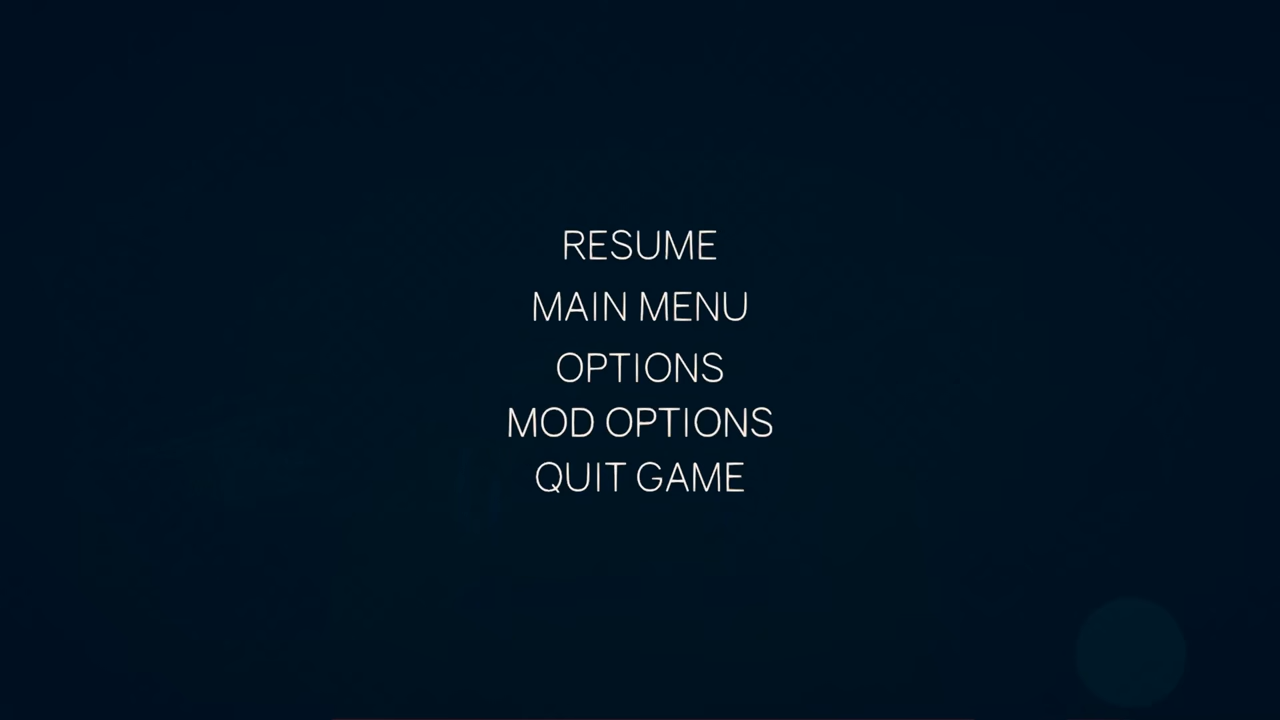 RESUME
MAIN MENU
OPTIONS
MOD OPTIONS
QUIT GAME